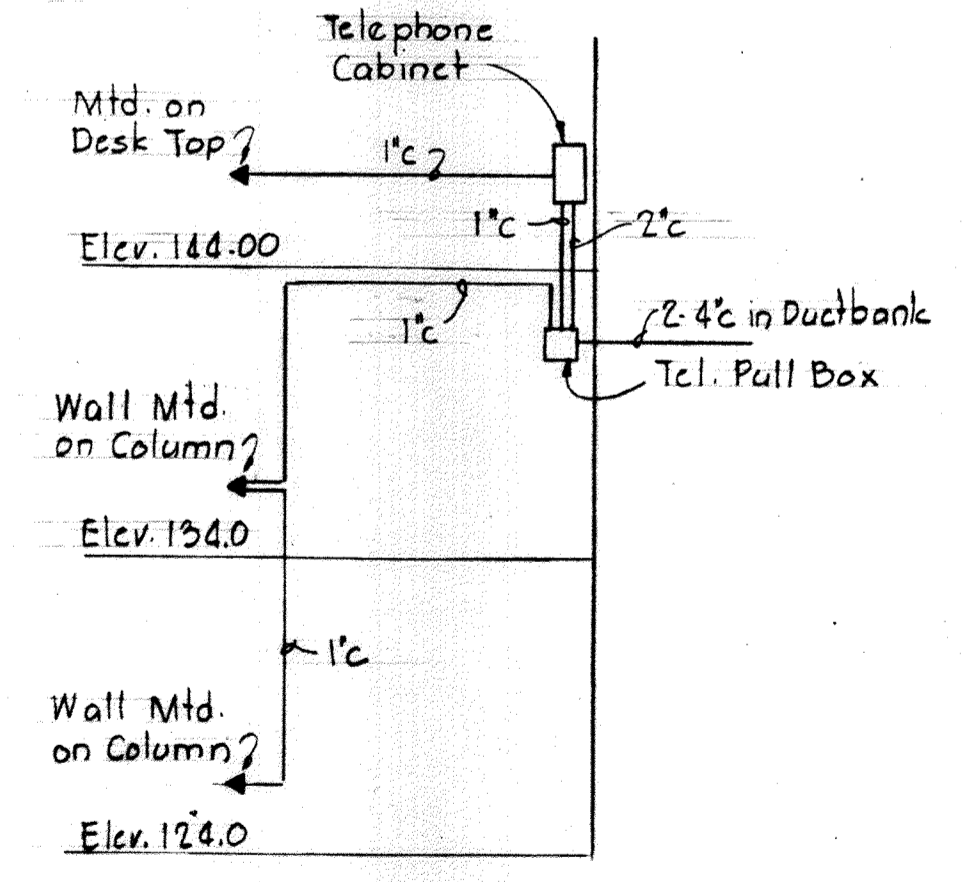 Telephone
Cabinet
Mtd. on
Desk Top
1"c
1"c
2"c
Elev. 144.00
1"c
2-4"c in Ductbank
Tel. Pull Box
Wall Mtd.
on Column
Elev. 134.0
1"c
Wall Mtd.
on Column
Elev. 124.0